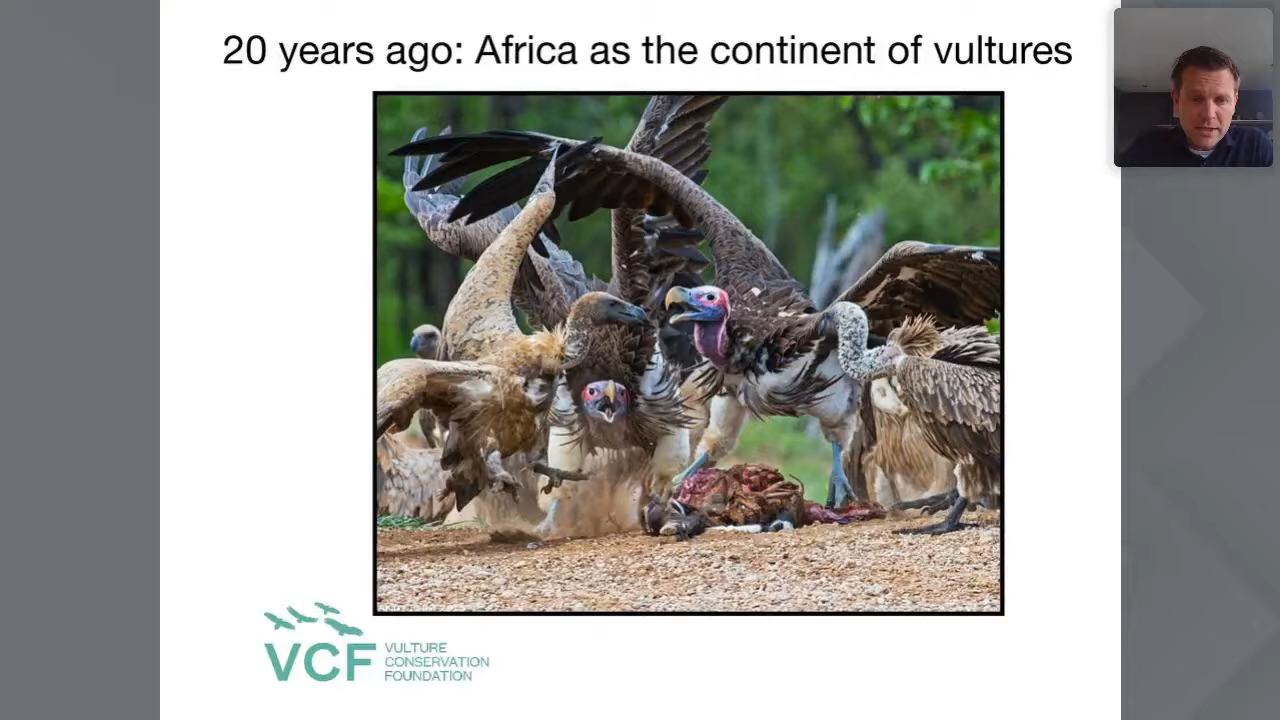 20 years ago: Africa as the continent of vultures
VCF
VULTURE
CONSERVATION
FOUNDATION